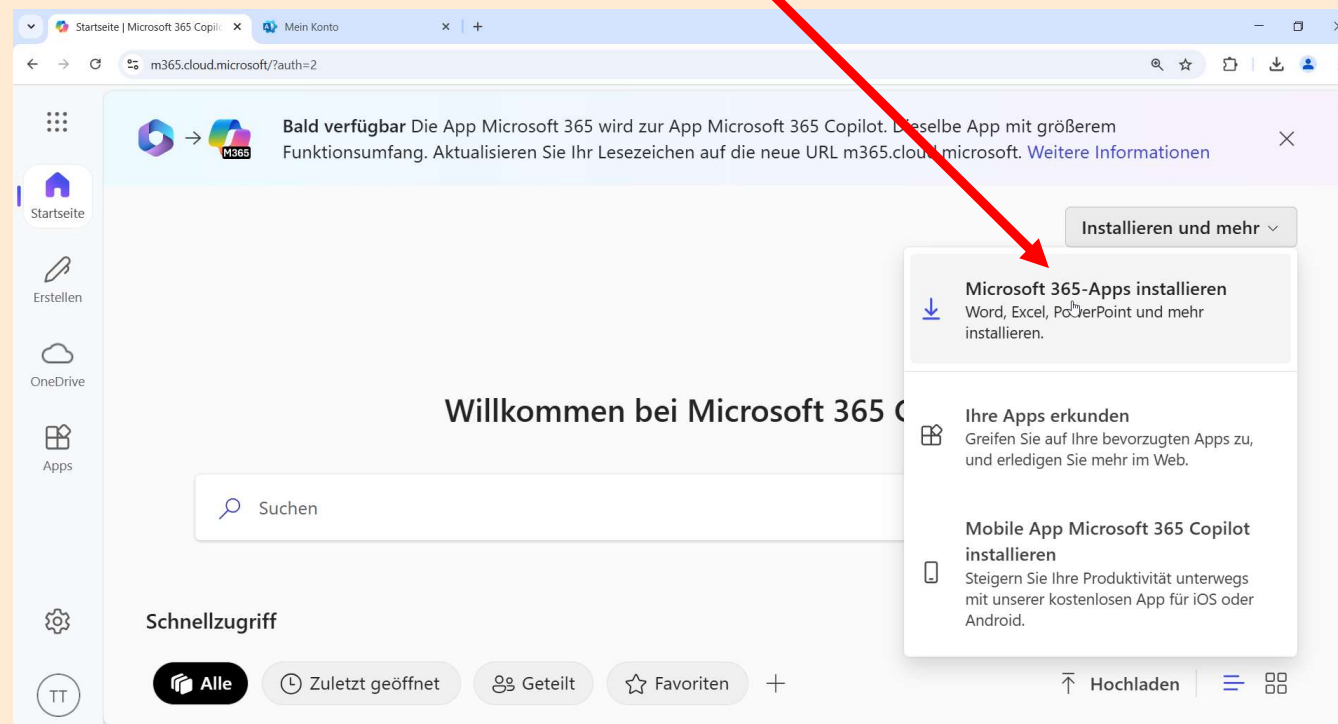 Startseite | Microsoft 365 Copil
Mein Konto
m365.cloud.microsoft/?auth=2
M365
Bald verfügbar Die App Microsoft 365 wird zur App Microsoft 365 Copilot. Dieselbe App mit größerem
Funktionsumfang. Aktualisieren Sie Ihr Lesezeichen auf die neue URL m365.cloud.microsoft. Weitere Informationen
Startseite
Erstellen
OneDrive
Apps
Installieren und mehr
Microsoft 365-Apps installieren
Word, Excel, PowerPoint und mehr
installieren.
Ihre Apps erkunden
Greifen Sie auf Ihre bevorzugten Apps zu,
und erledigen Sie mehr im Web.
Mobile App Microsoft 365 Copilot
installieren
Steigern Sie Ihre Produktivität unterwegs
mit unserer kostenlosen App für iOS oder
Android.
Willkommen bei Microsoft 365
Suchen
Schnellzugriff
Alle
Zuletzt geöffnet
Geteilt
Favoriten
Hochladen
TT